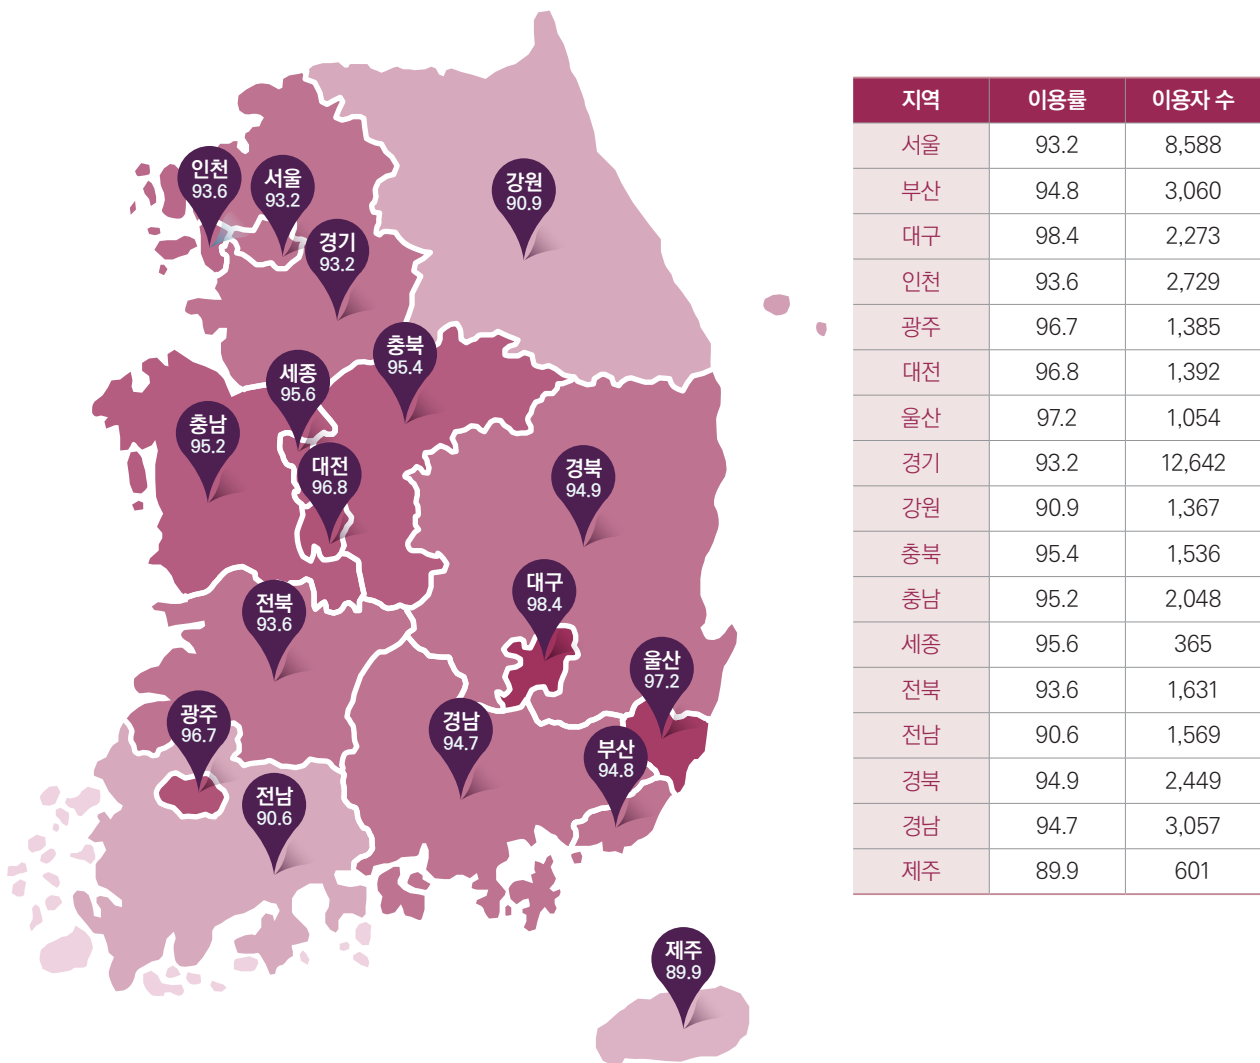 인천
93.6
서울
93.2
강원
90.9
경기
93.2
충북
95.4
세종
95.6
충남
95.2
대전
96.8
경북
94.9
대구
98.4
전북
93.6
울산
97.2
광주
96.7
경남
94.7
부산
94.8
전남
90.6
제주
89.9
지역 이용률 이용자 수
서울 93.2 8,588
부산 94.8 3,060
대구 98.4 2,273
인천 93.6 2,729
광주 96.7 1,385
대전 96.8 1,392
울산 97.2 1,054
경기 93.2 12,642
강원 90.9 1,367
충북 95.4 1,536
충남 95.2 2,048
세종 95.6 365
전북 93.6 1,631
전남 90.6 1,569
경북 94.9 2,449
경남 94.7 3,057
제주 89.9 601